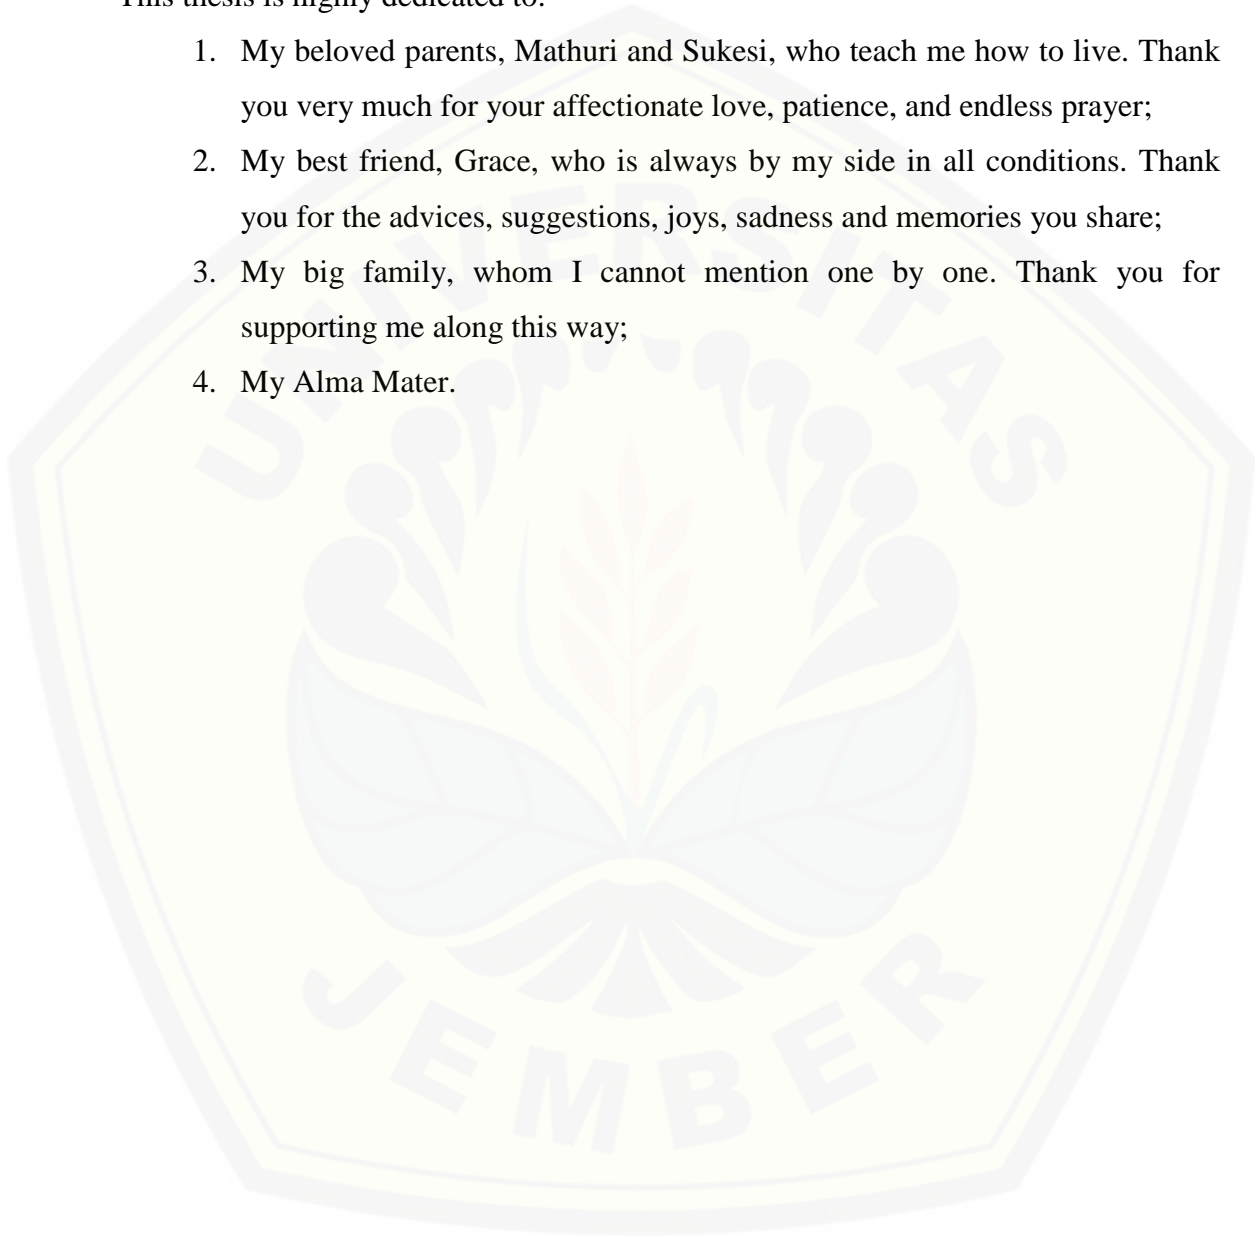 This thesis is highly dedicated to:
1. My beloved parents, Mathuri and Sukesi, who teach me how to live. Thank
you very much for your affectionate love, patience, and endless prayer;
2. My best friend, Grace, who is always by my side in all conditions. Thank
you for the advices, suggestions, joys, sadness and memories you share;
3. My big family, whom I cannot mention one by one. Thank you for
supporting me along this way;
4. My Alma Mater.
UNIVERSITAS
JEMBER